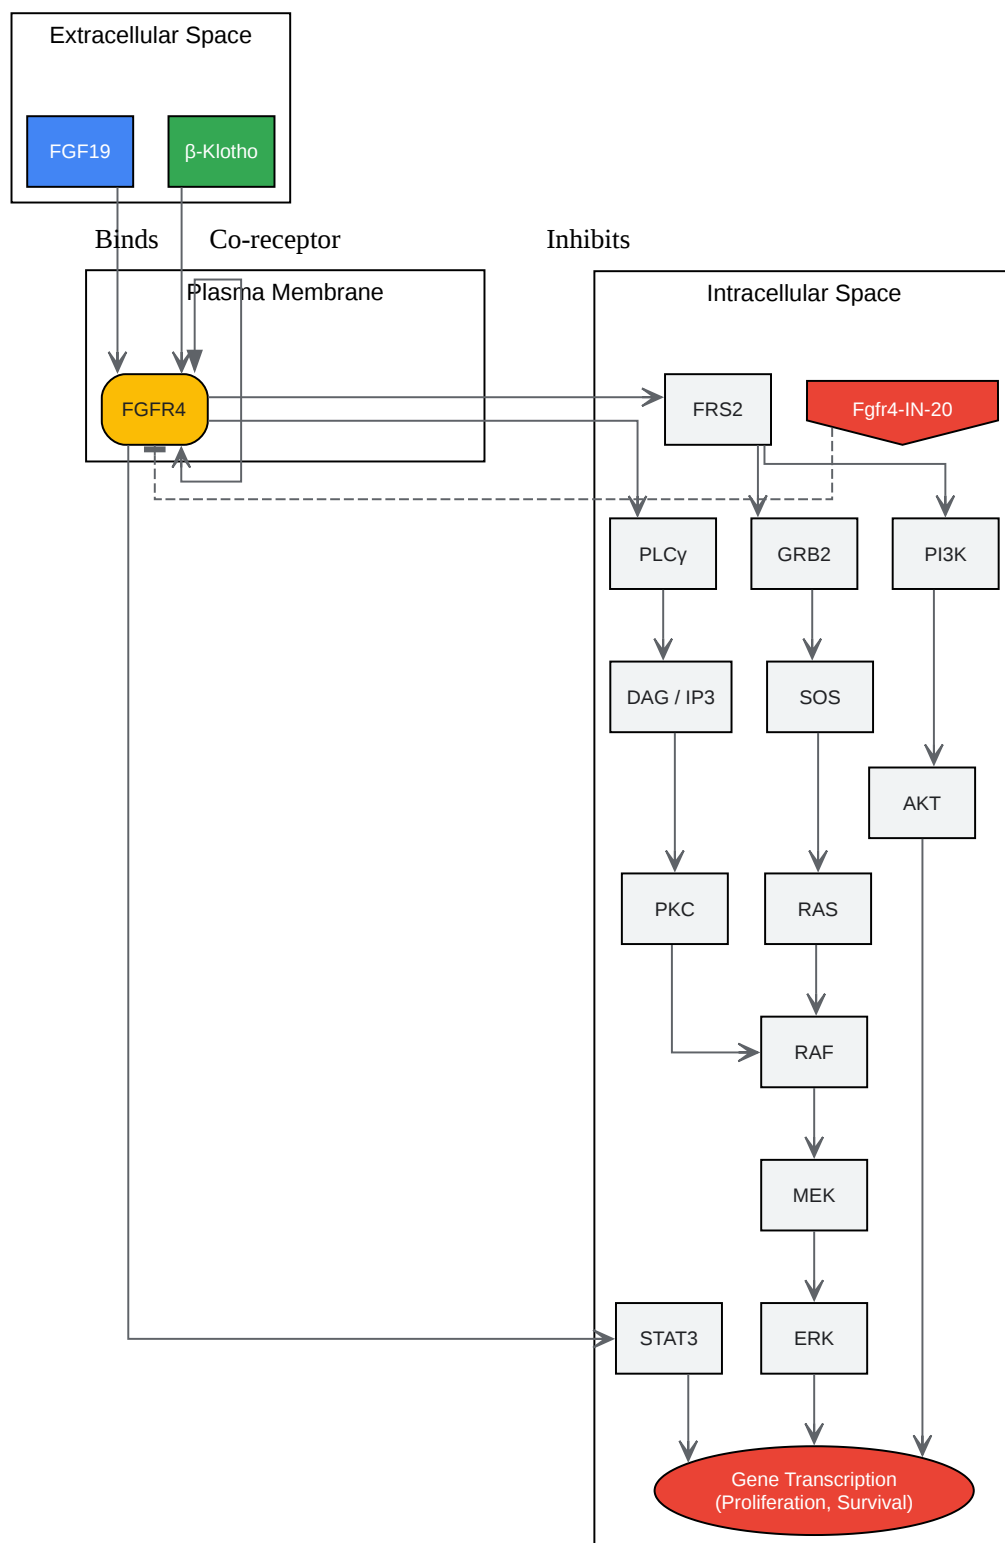 Extracellular Space
FGF19
β-Klotho
Binds
Co-receptor
Inhibits
Plasma Membrane
Intracellular Space
FGFR4
FRS2
Fgfr4-IN-20
PLCγ
GRB2
PI3K
DAG / IP3
SOS
AKT
PKC
RAS
RAF
MEK
STAT3
ERK
Gene Transcription
(Proliferation, Survival)